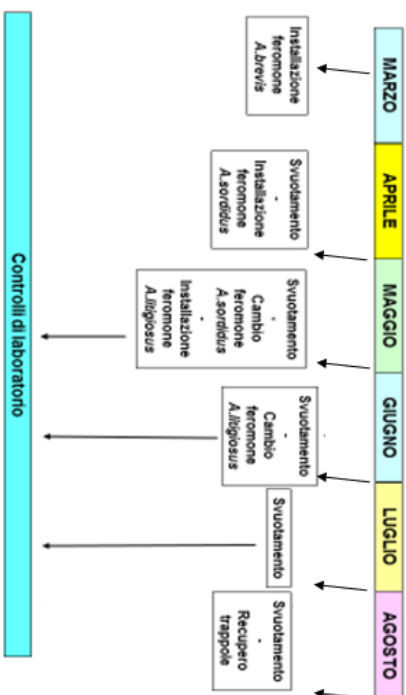 MARZO
APRILE
MAGGIO
GIUGNO
LUGLIO
AGOSTO
Installazione
feromone
A.brevis
Svuotamento
-
Installazione
feromone
A.sordidus
Svuotamento
-
Cambio
feromone
A.sordidus
-
Installazione
feromone
A.litigiosus
Svuotamento
-
Cambio
feromone
A.litigiosus
Svuotamento
Svuotamento
-
Recupero
trappole
Controlli di laboratorio